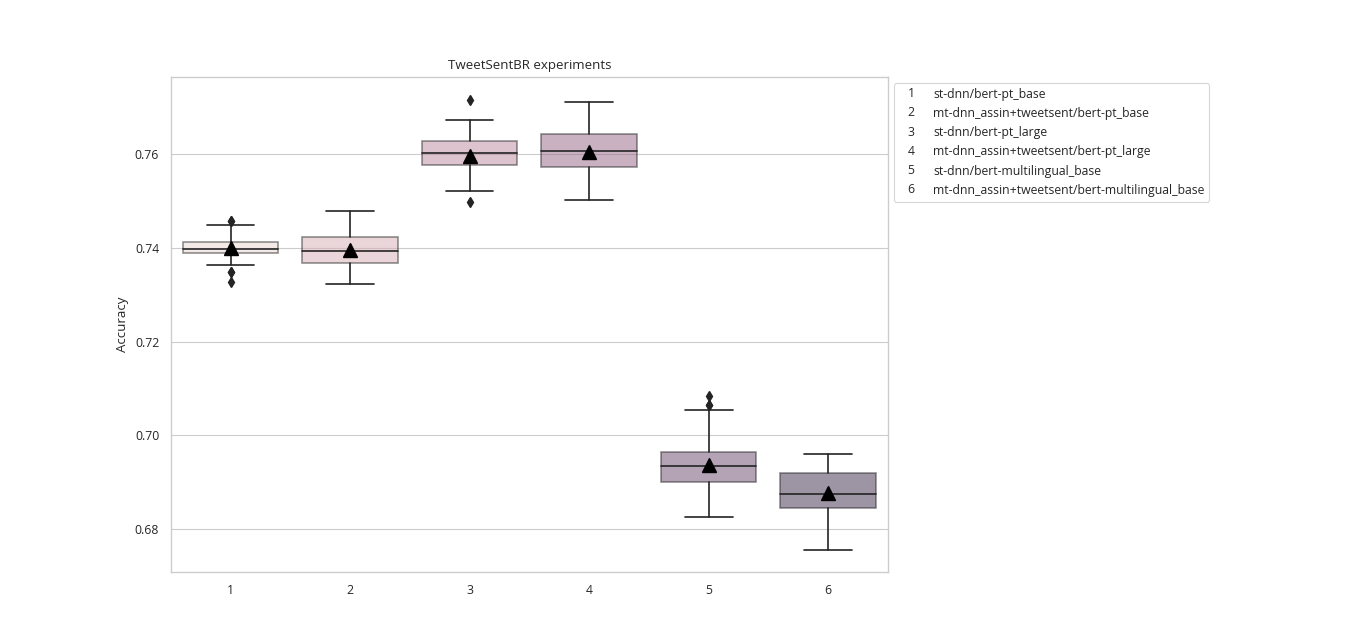 TweetSentBR experiments
Accuracy
0.76
0.74
0.72
0.70
0.68
1 2 3 4 5 6
1 st-dnn/bert-pt_base
2 mt-dnn_assin+tweetsent/bert-pt_base
3 st-dnn/bert-pt_large
4 mt-dnn_assin+tweetsent/bert-pt_large
5 st-dnn/bert-multilingual_base
6 mt-dnn_assin+tweetsent/bert-multilingual_base